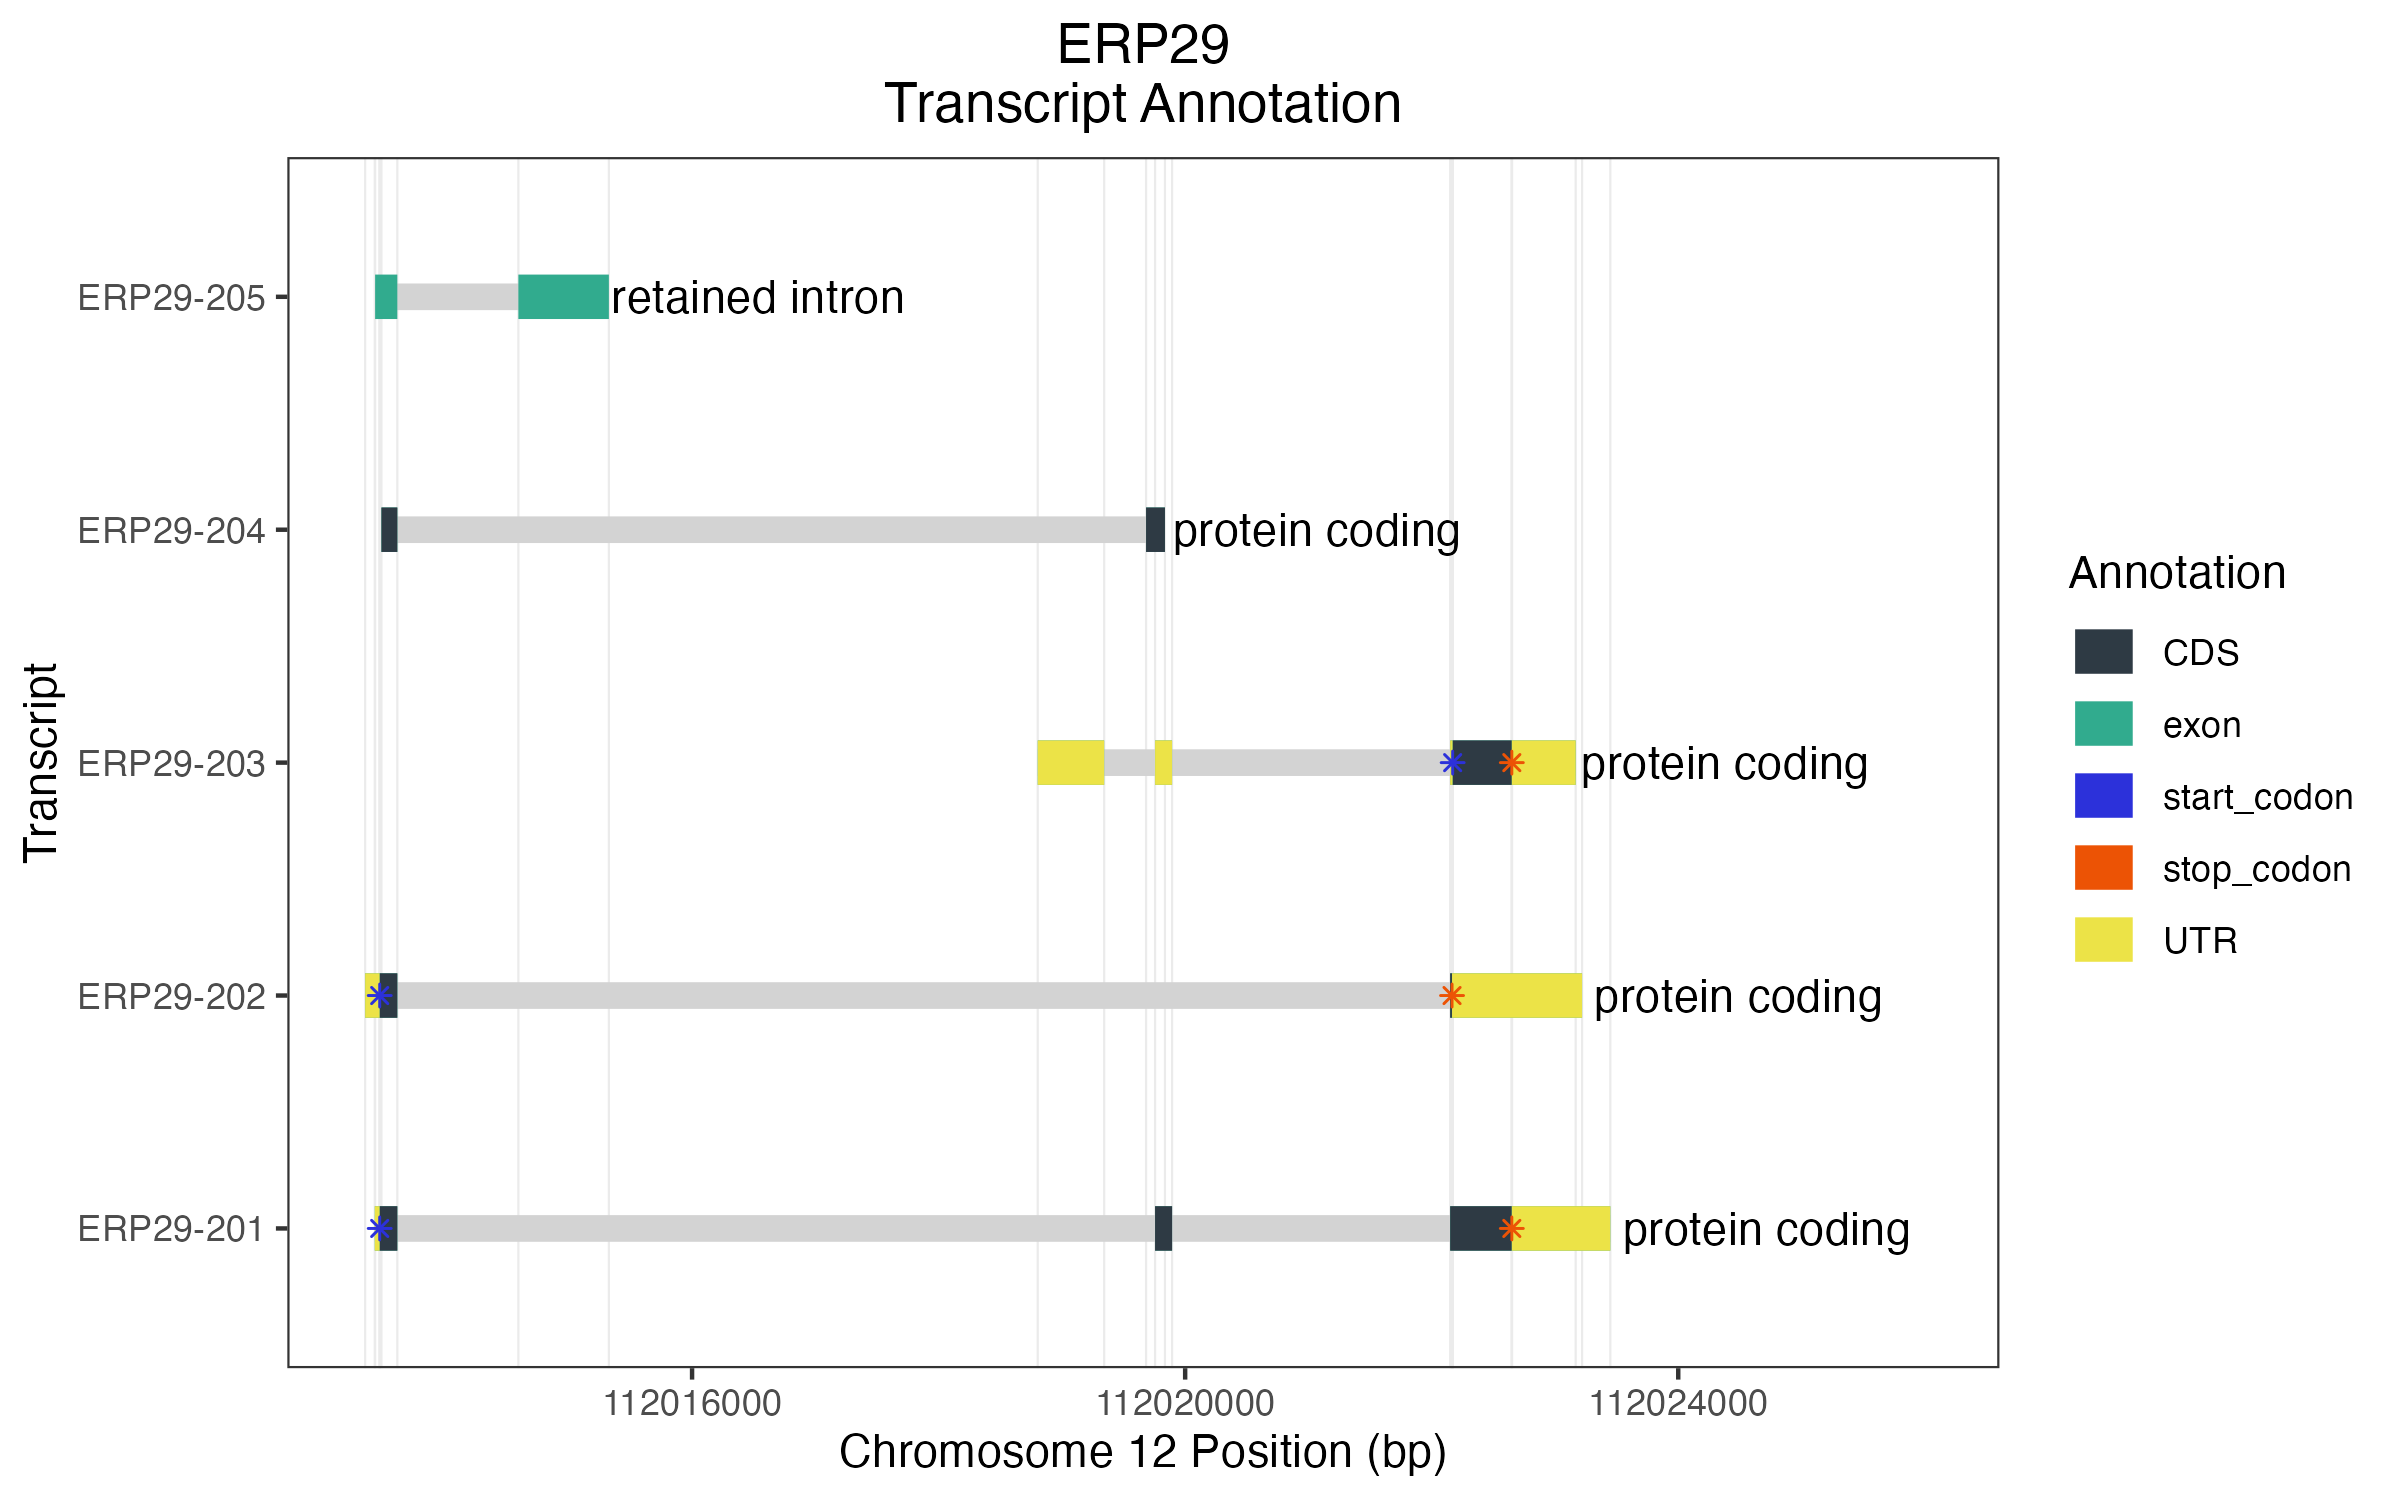 ERP29
Transcript Annotation
ERP29-205
retained intron
ERP29-204
protein coding
ERP29-203
protein coding
ERP29-202
protein coding
ERP29-201
protein coding
Transcript
112016000
112020000
112024000
Chromosome 12 Position (bp)
Annotation
CDS
exon
start_codon
stop_codon
UTR